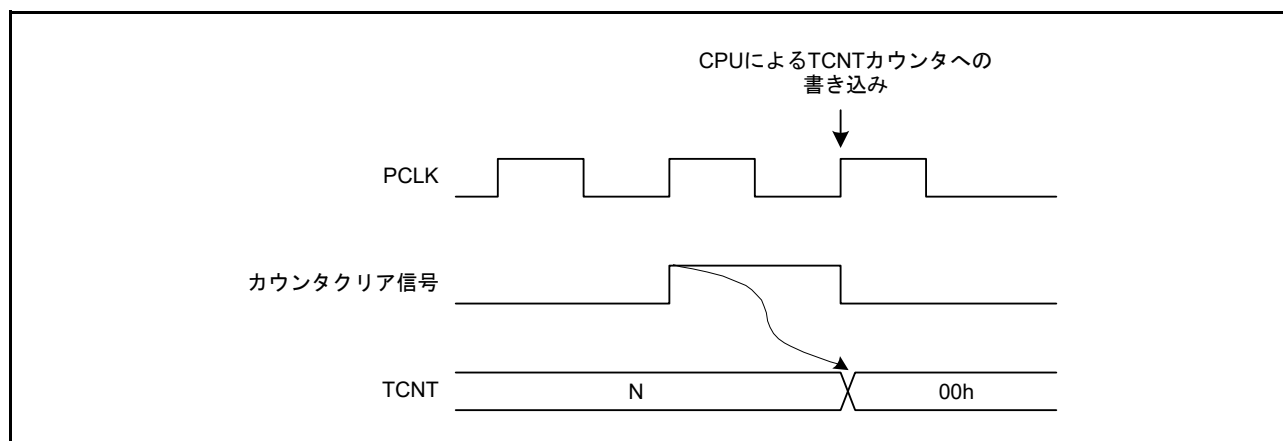 CPUによるTCNTカウンタへの
書き込み
PCLK
カウンタクリア信号
TCNT
N
00h